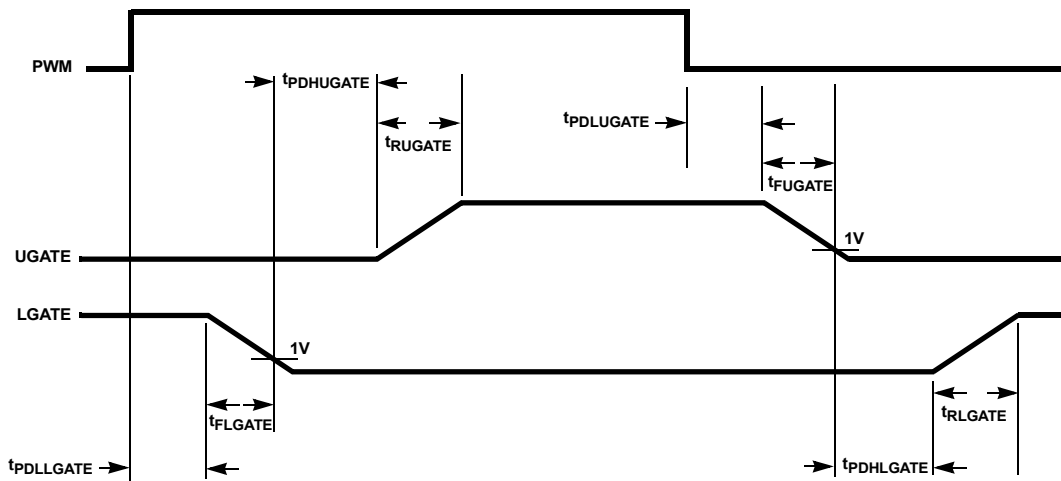 PWM
tPDHUGATE
tRUGATE
tPDLUGATE
tFUGATE
1V
UGATE
LGATE
1V
tFLGATE
tRLGATE
tPDLLGATE
tPDHLGATE